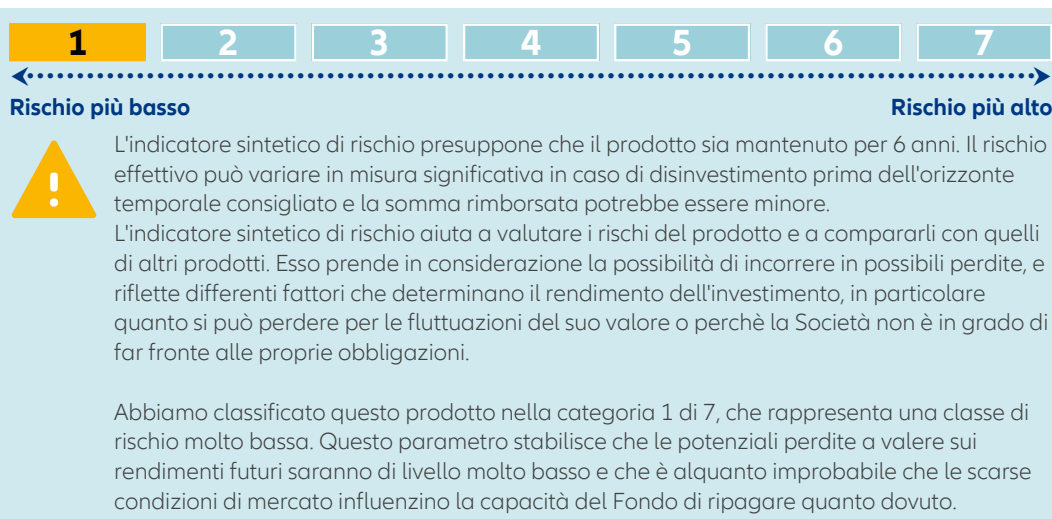 1 2 3 4 5 6 7
Rischio più basso Rischio più alto
L'indicatore sintetico di rischio presuppone che il prodotto sia mantenuto per 6 anni. Il rischio
effettivo può variare in misura significativa in caso di disinvestimento prima dell'orizzonte
temporale consigliato e la somma rimborsata potrebbe essere minore.
L'indicatore sintetico di rischio aiuta a valutare i rischi del prodotto e a compararli con quelli
di altri prodotti. Esso prende in considerazione la possibilità di incorrere in possibili perdite, e
riflette differenti fattori che determinano il rendimento dell'investimento, in particolare
quanto si può perdere per le fluttuazioni del suo valore o perchè la Società non è in grado di
far fronte alle proprie obbligazioni.
Abbiamo classificato questo prodotto nella categoria 1 di 7, che rappresenta una classe di
rischio molto bassa. Questo parametro stabilisce che le potenziali perdite a valere sui
rendimenti futuri saranno di livello molto basso e che è alquanto improbabile che le scarse
condizioni di mercato influenzino la capacità del Fondo di ripagare quanto dovuto.